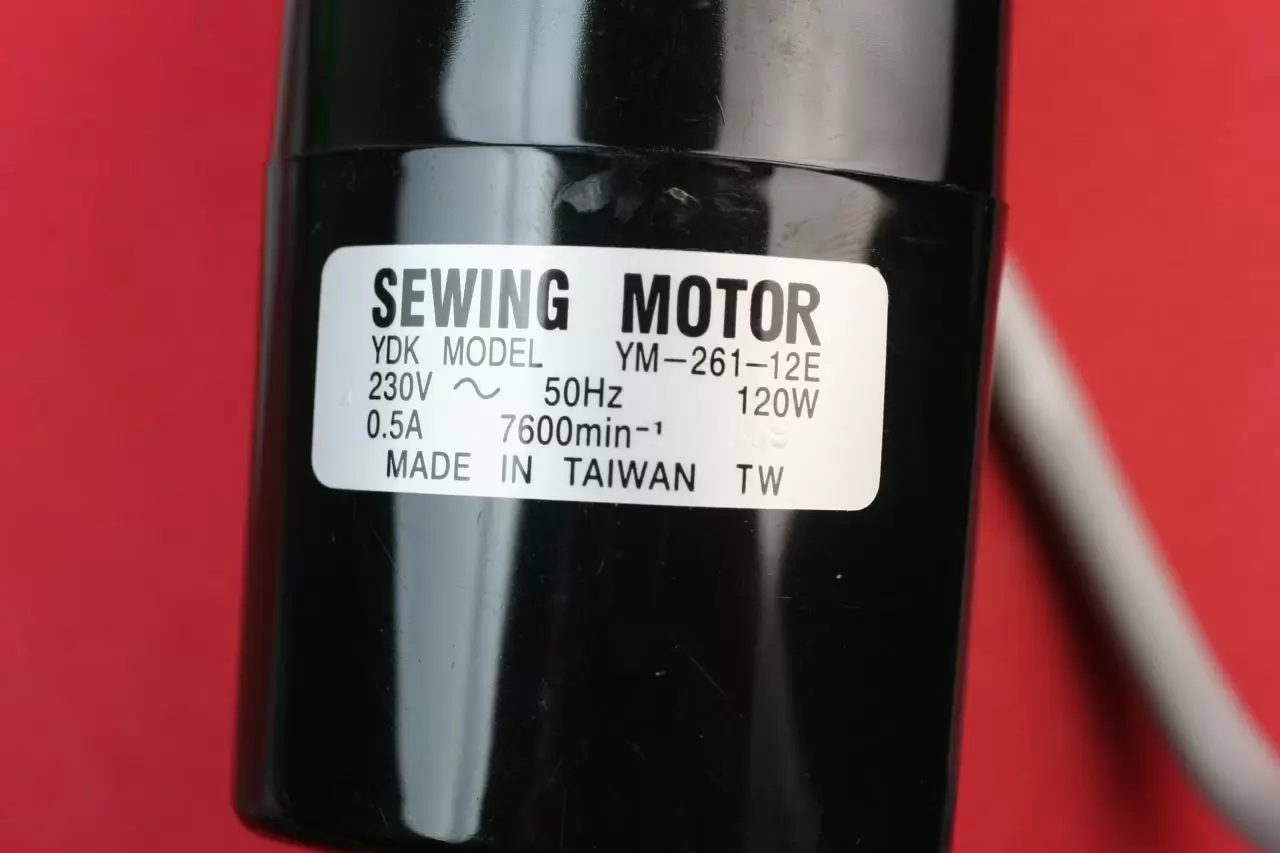 SEWING MOTOR
YDK MODEL YM-261-12E
230V ~ 50Hz 120W
0.5A 7600min⁻¹
MADE IN TAIWAN TW